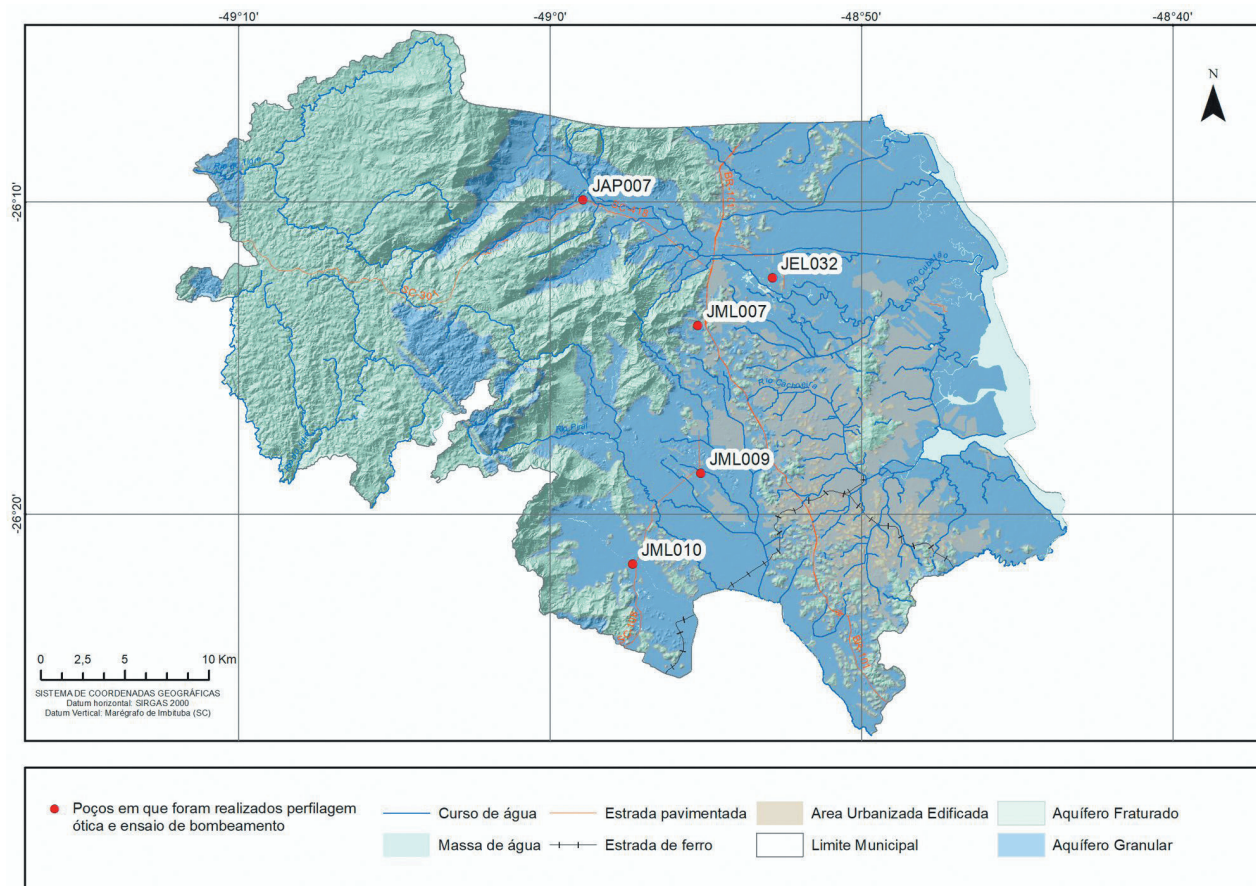 -49°10'
-49°0'
-48°50'
-48°40'
N
-26°10'
JAP007
JEL032
Rio Cubatão
JML007
JML009
-26°20'
JML010
0 2,5 5 10 Km
SISTEMA DE COORDENADAS GEOGRÁFICAS
Datum horizontal: SIRGAS 2000
Datum Vertical: Marégrafo de Imbituba (SC)
Poços em que foram realizados perfilagem
ótica e ensaio de bombeamento
Curso de água
Estrada pavimentada
Area Urbanizada Edificada
Aquífero Fraturado
Massa de água
Estrada de ferro
Limite Municipal
Aquífero Granular